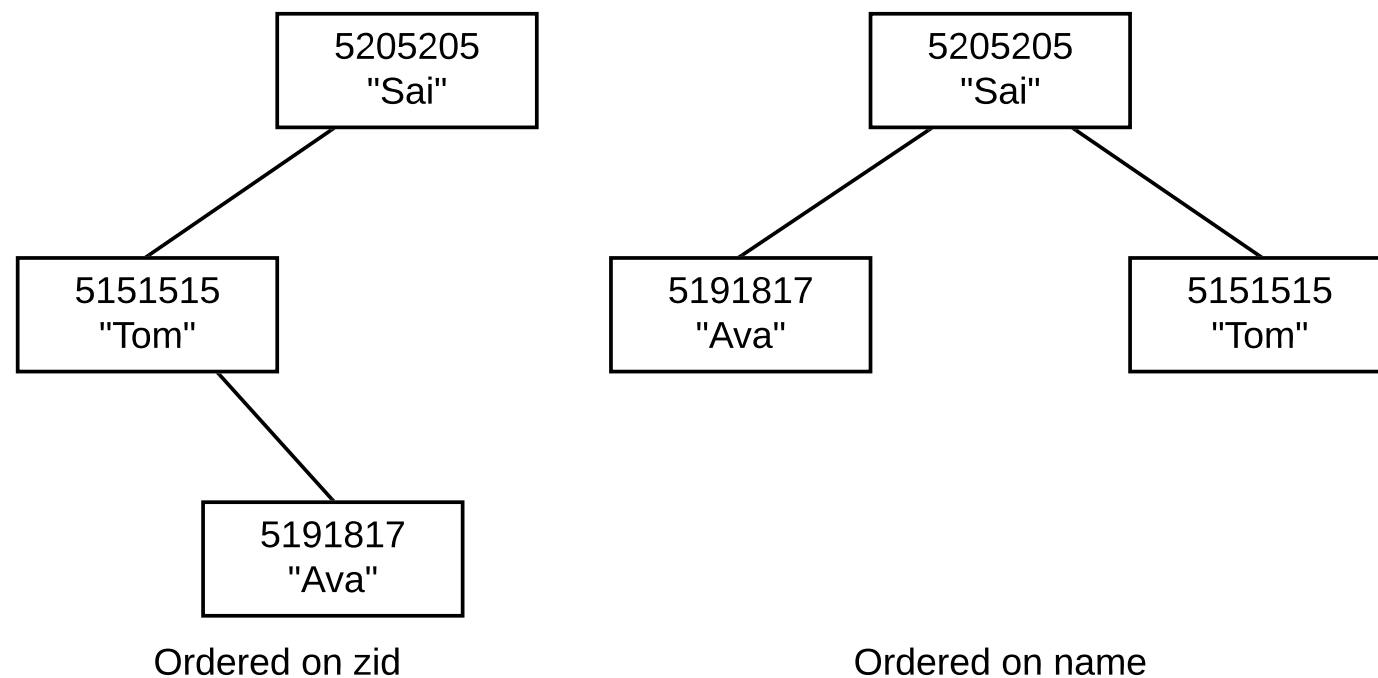 5205205
"Sai"
5151515
"Tom"
5191817
"Ava"
Ordered on zid
5205205
"Sai"
5191817
"Ava"
5151515
"Tom"
Ordered on name